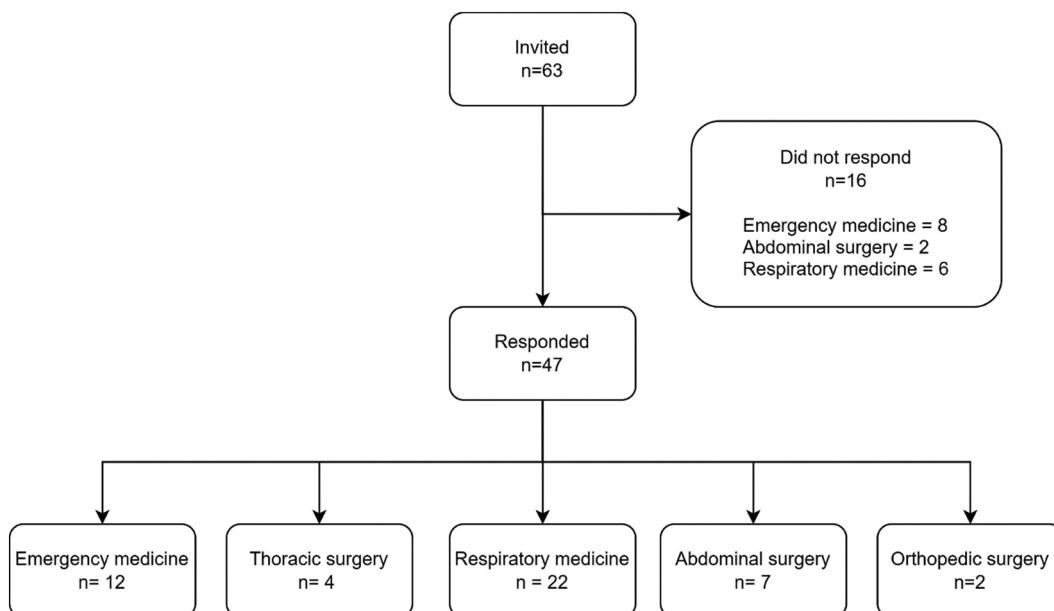 Invited
n=63
Did not respond
n=16
Emergency medicine = 8
Abdominal surgery = 2
Respiratory medicine = 6
Responded
n=47
Emergency medicine
n= 12
Thoracic surgery
n= 4
Respiratory medicine
n = 22
Abdominal surgery
n= 7
Orthopedic surgery
n=2